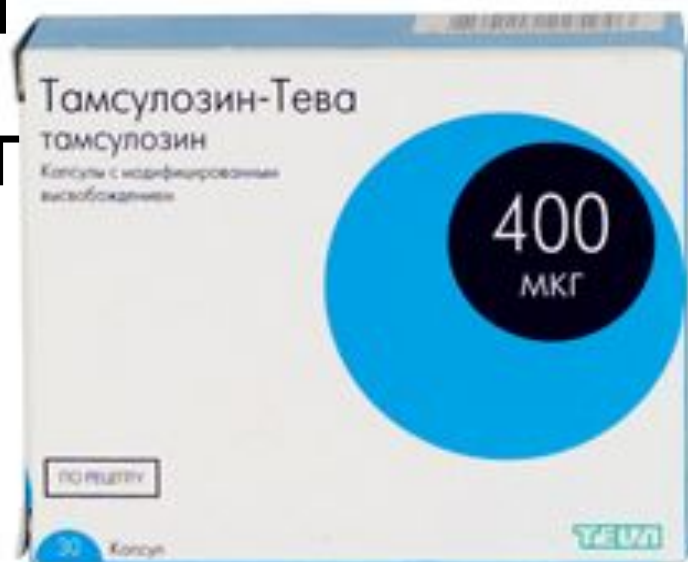 Тамсулозин-Тева
тамсулозин
Капсулы с модифицированным
высвобождением
400
мкг
ПО РЕЦЕПТУ
30 Капсул
TEVA